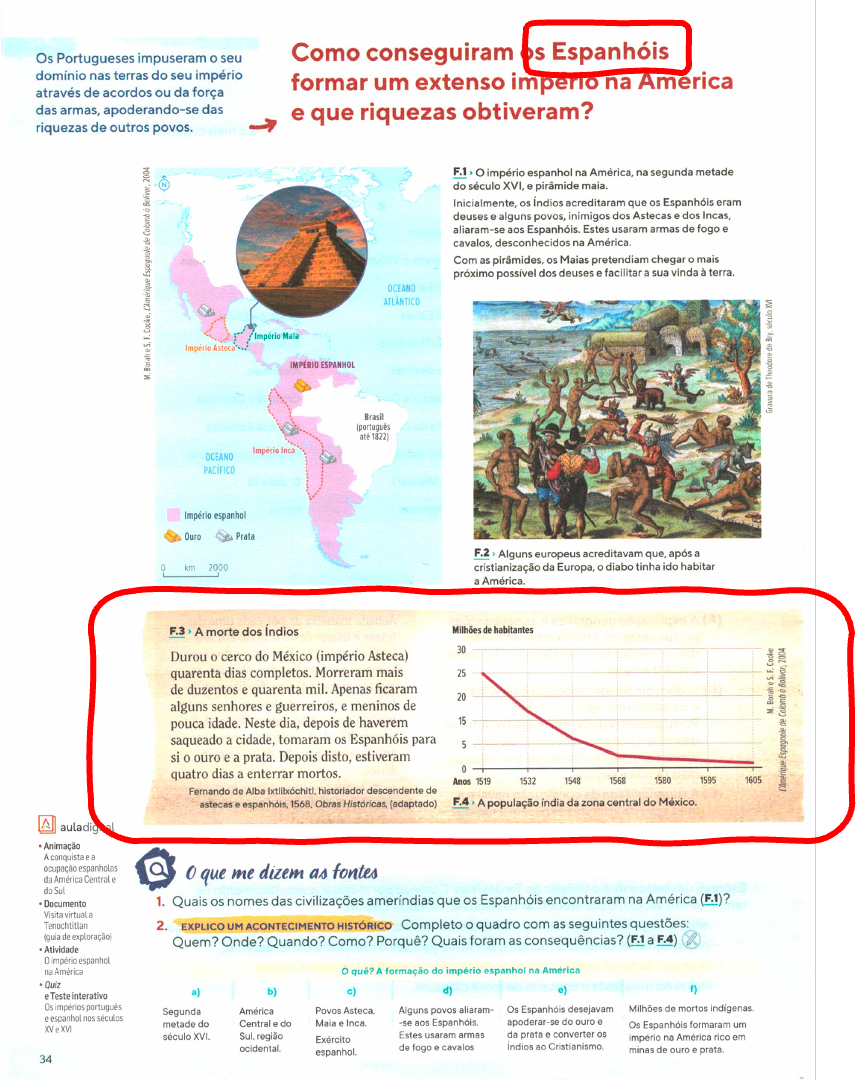 Os Portugueses impuseram o seu
domínio nas terras do seu império
através de acordos ou da força
das armas, apoderando-se das
riquezas de outros povos.
Como conseguiram os Espanhóis
formar um extenso império na América
e que riquezas obtiveram?
M. Borah e S. F. Cocke, L'Amérique Espagnole de Colomb à Bolivar, 2004
N
OCEANO
ATLÂNTICO
Império Maia
Império Asteca
IMPÉRIO ESPANHOL
Brasil
(português
até 1822)
Império Inca
OCEANO
PACÍFICO
Império espanhol
Ouro Prata
0 km 2000
F.1 › O império espanhol na América, na segunda metade
do século XVI, e pirâmide maia.
Inicialmente, os Índios acreditaram que os Espanhóis eram
deuses e alguns povos, inimigos dos Astecas e dos Incas,
aliaram-se aos Espanhóis. Estes usaram armas de fogo e
cavalos, desconhecidos na América.
Com as pirâmides, os Maias pretendiam chegar o mais
próximo possível dos deuses e facilitar a sua vinda à terra.
Gravura de Theodore de Bry, século XVI
F.2 › Alguns europeus acreditavam que, após a
cristianização da Europa, o diabo tinha ido habitar
a América.
F.3 › A morte dos Índios
Durou o cerco do México (império Asteca)
quarenta dias completos. Morreram mais
de duzentos e quarenta mil. Apenas ficaram
alguns senhores e guerreiros, e meninos de
pouca idade. Neste dia, depois de haverem
saqueado a cidade, tomaram os Espanhóis para
si o ouro e a prata. Depois disto, estiveram
quatro dias a enterrar mortos.
Fernando de Alba Ixtlilxóchitl, historiador descendente de
astecas e espanhóis, 1568, Obras Históricas, (adaptado)
Milhões de habitantes
30
25
20
15
5
0
Anos 1519 1532 1548 1568 1580 1595 1605
M. Borah e S. F. Cocke
L'Amérique Espagnole de Colomb à Bolivar, 2004
F.4 › A população índia da zona central do México.
auladigital
• Animação
A conquista e a
ocupação espanholas
da América Central e
do Sul
• Documento
Visita virtual a
Tenochtitlan
(guia de exploração)
• Atividade
O império espanhol
na América
• Quiz
e Teste interativo
Os impérios português
e espanhol nos séculos
XV e XVI
34
O que me dizem as fontes
1. Quais os nomes das civilizações ameríndias que os Espanhóis encontraram na América (F.1)?
2. EXPLICO UM ACONTECIMENTO HISTÓRICO Completo o quadro com as seguintes questões:
Quem? Onde? Quando? Como? Porquê? Quais foram as consequências? (F.1 a F.4)
O quê? A formação do império espanhol na América
a) b) c) d) e) f)
Segunda
metade do
século XVI.
América
Central e do
Sul, região
ocidental.
Povos Asteca,
Maia e Inca.
Exército
espanhol.
Alguns povos aliaram-
-se aos Espanhóis.
Estes usaram armas
de fogo e cavalos
Os Espanhóis desejavam
apoderar-se do ouro e
da prata e converter os
Índios ao Cristianismo.
Milhões de mortos indígenas.
Os Espanhóis formaram um
império na América rico em
minas de ouro e prata.